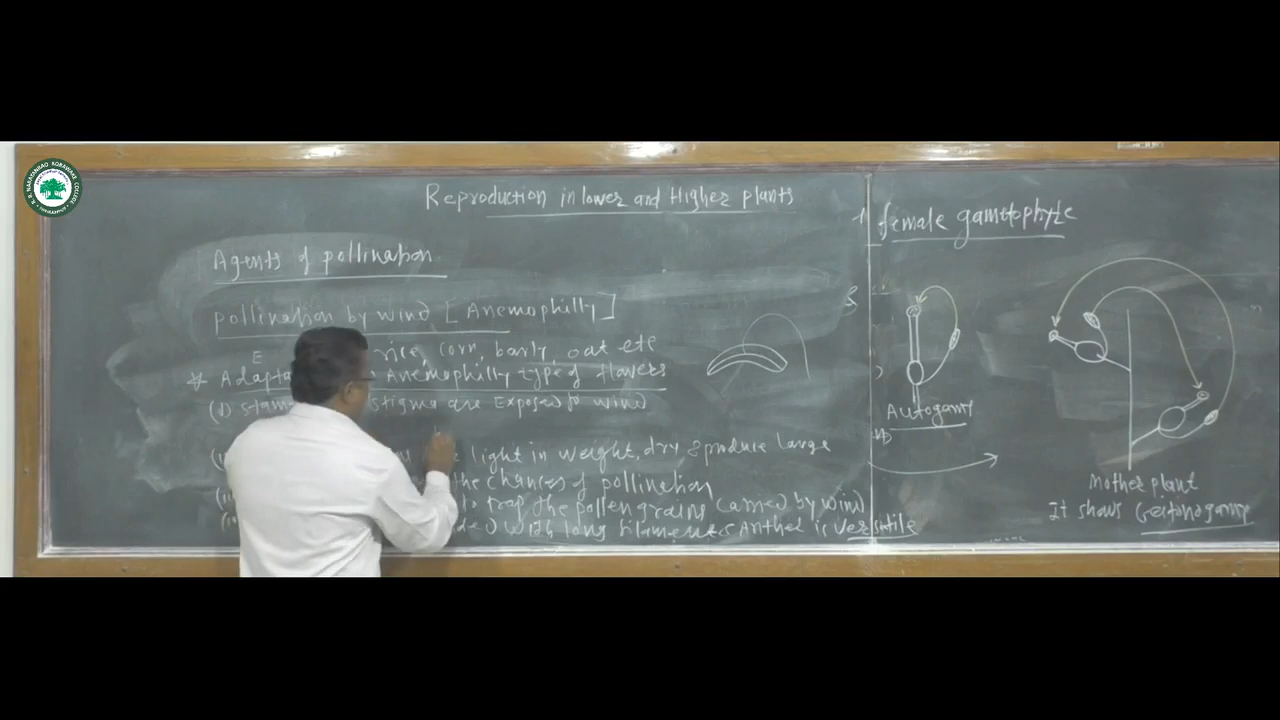 Reproduction in lower and Higher plants
Agents of pollination
pollination by wind [Anemophilly]
E rice, corn, barly, oat etc
* Adapta Anemophilly type of flowers
(i) stam stigma are Exposed to wind
light in weight, dry & produce large
the chances of pollination
to trap the pollen grains carried by wind
with long filaments Anther is versatile
female gametophyte
Autogamy
Mother plant
It shows Geitonogamy